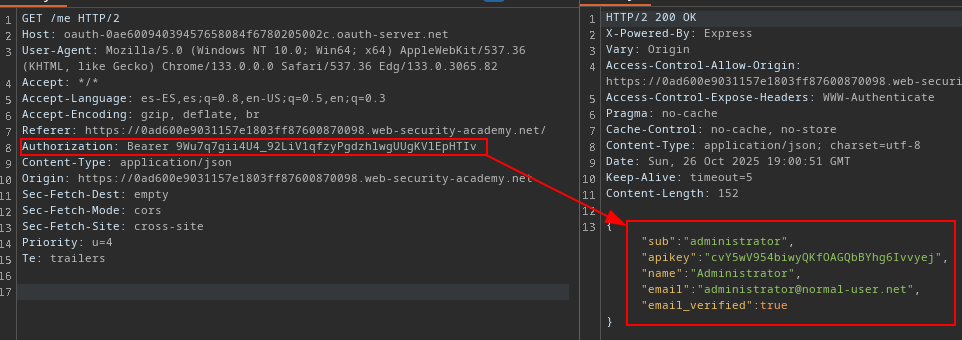 1 GET /me HTTP/2
2 Host: oauth-0ae60094039457658084f6780205002c.oauth-server.net
3 User-Agent: Mozilla/5.0 (Windows NT 10.0; Win64; x64) AppleWebKit/537.36
(KHTML, like Gecko) Chrome/133.0.0.0 Safari/537.36 Edg/133.0.3065.82
4 Accept: */*
5 Accept-Language: es-ES,es;q=0.8,en-US;q=0.5,en;q=0.3
6 Accept-Encoding: gzip, deflate, br
7 Referer: https://0ad600e9031157e1803ff87600870098.web-security-academy.net/
8 Authorization: Bearer 9Wu7q7gii4U4_92LiV1qfzyPgdzhlwgUUgKVlEpHTIv
9 Content-Type: application/json
10 Origin: https://0ad600e9031157e1803ff87600870098.web-security-academy.net
11 Sec-Fetch-Dest: empty
12 Sec-Fetch-Mode: cors
13 Sec-Fetch-Site: cross-site
14 Priority: u=4
15 Te: trailers
16
17
1 HTTP/2 200 OK
2 X-Powered-By: Express
3 Vary: Origin
4 Access-Control-Allow-Origin:
https://0ad600e9031157e1803ff87600870098.web-securi
5 Access-Control-Expose-Headers: WWW-Authenticate
6 Pragma: no-cache
7 Cache-Control: no-cache, no-store
8 Content-Type: application/json; charset=utf-8
9 Date: Sun, 26 Oct 2025 19:00:51 GMT
10 Keep-Alive: timeout=5
11 Content-Length: 152
12
13 {
"sub":"administrator",
"apikey":"cvY5wV954biwyQKfOAGQbBYhg6Ivvyej",
"name":"Administrator",
"email":"administrator@normal-user.net",
"email_verified":true
}